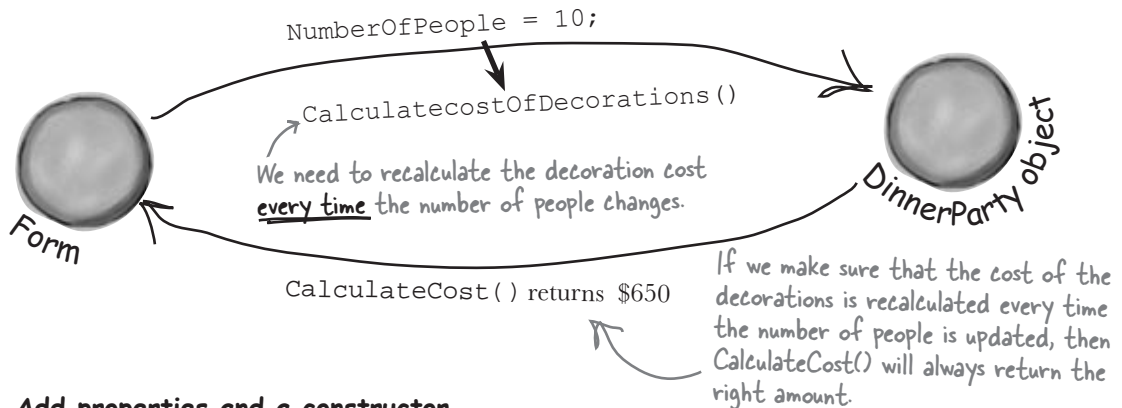 NumberOfPeople = 10;
CalculatecostOfDecorations()
We need to recalculate the decoration cost
every time the number of people changes.
Form
DinnerParty object
CalculateCost() returns $650
If we make sure that the cost of the
decorations is recalculated every time
the number of people is updated, then
CalculateCost() will always return the
right amount.
Add properties and a constructor